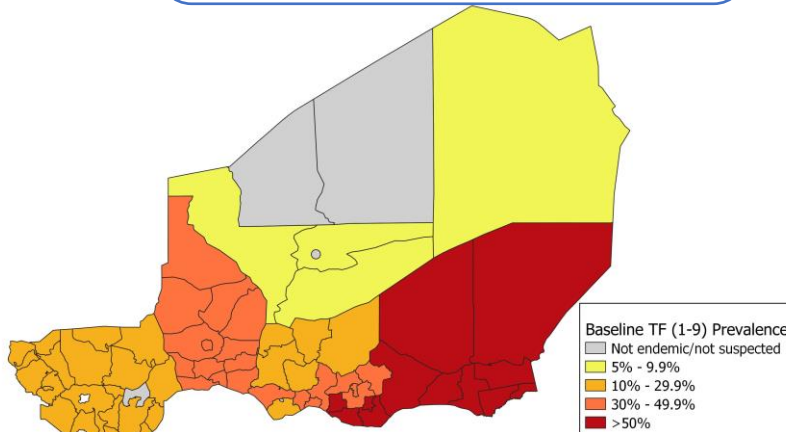 Baseline TF (1-9) Prevalence
Not endemic/not suspected
5% - 9.9%
10% - 29.9%
30% - 49.9%
>50%